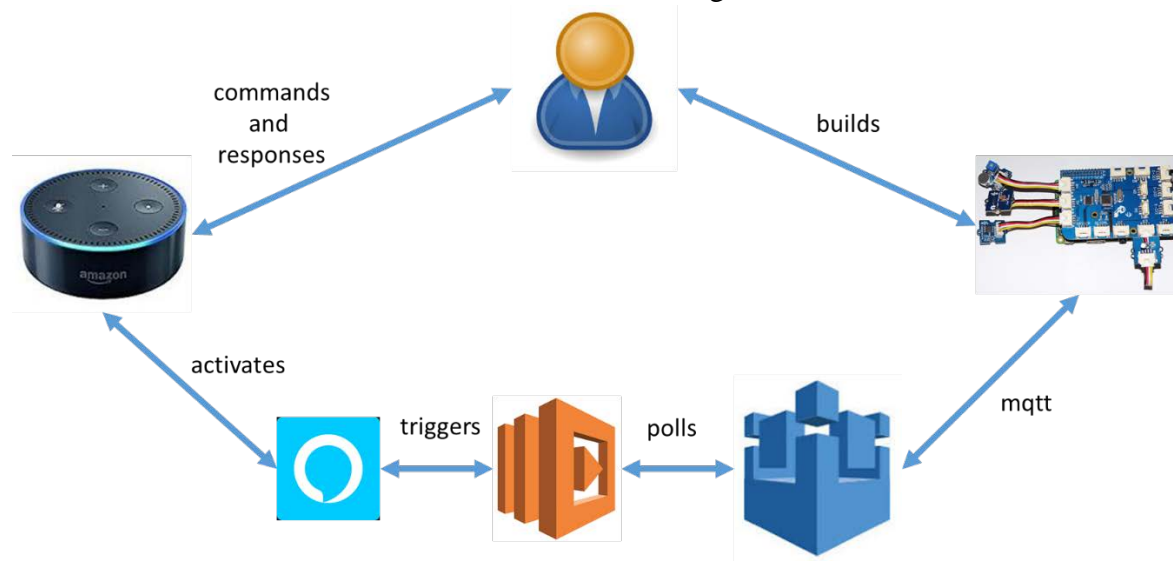 commands
and
responses
builds
amazon
activates
triggers
polls
mqtt